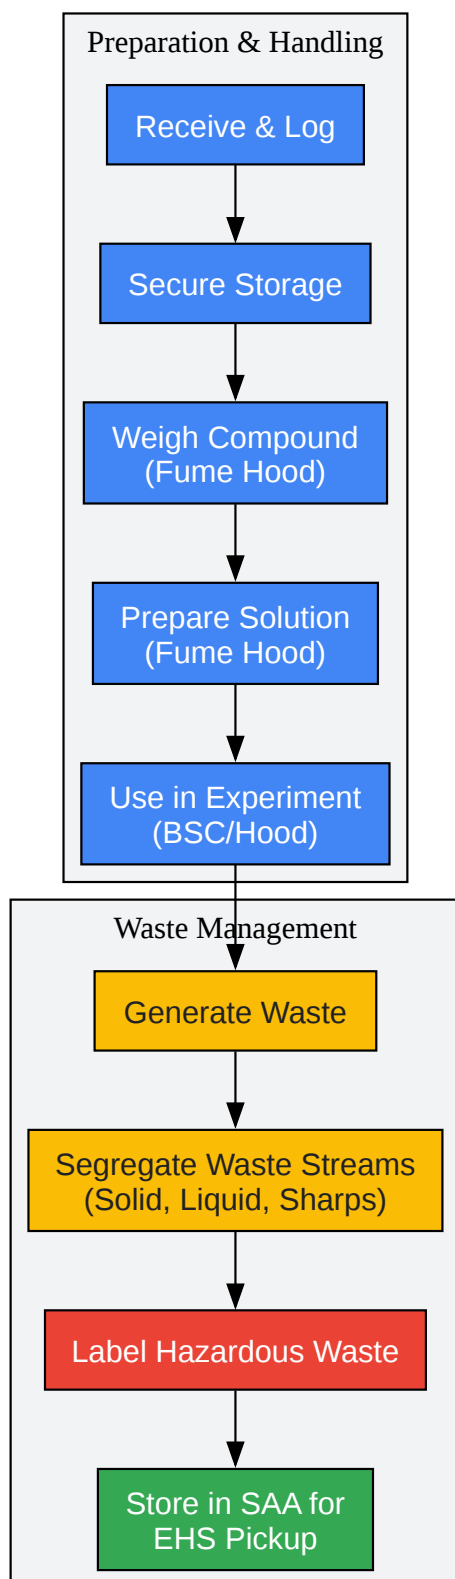 Preparation & Handling
Receive & Log
Secure Storage
Weigh Compound
(Fume Hood)
Prepare Solution
(Fume Hood)
Use in Experiment
(BSC/Hood)
Waste Management
Generate Waste
Segregate Waste Streams
(Solid, Liquid, Sharps)
Label Hazardous Waste
Store in SAA for
EHS Pickup